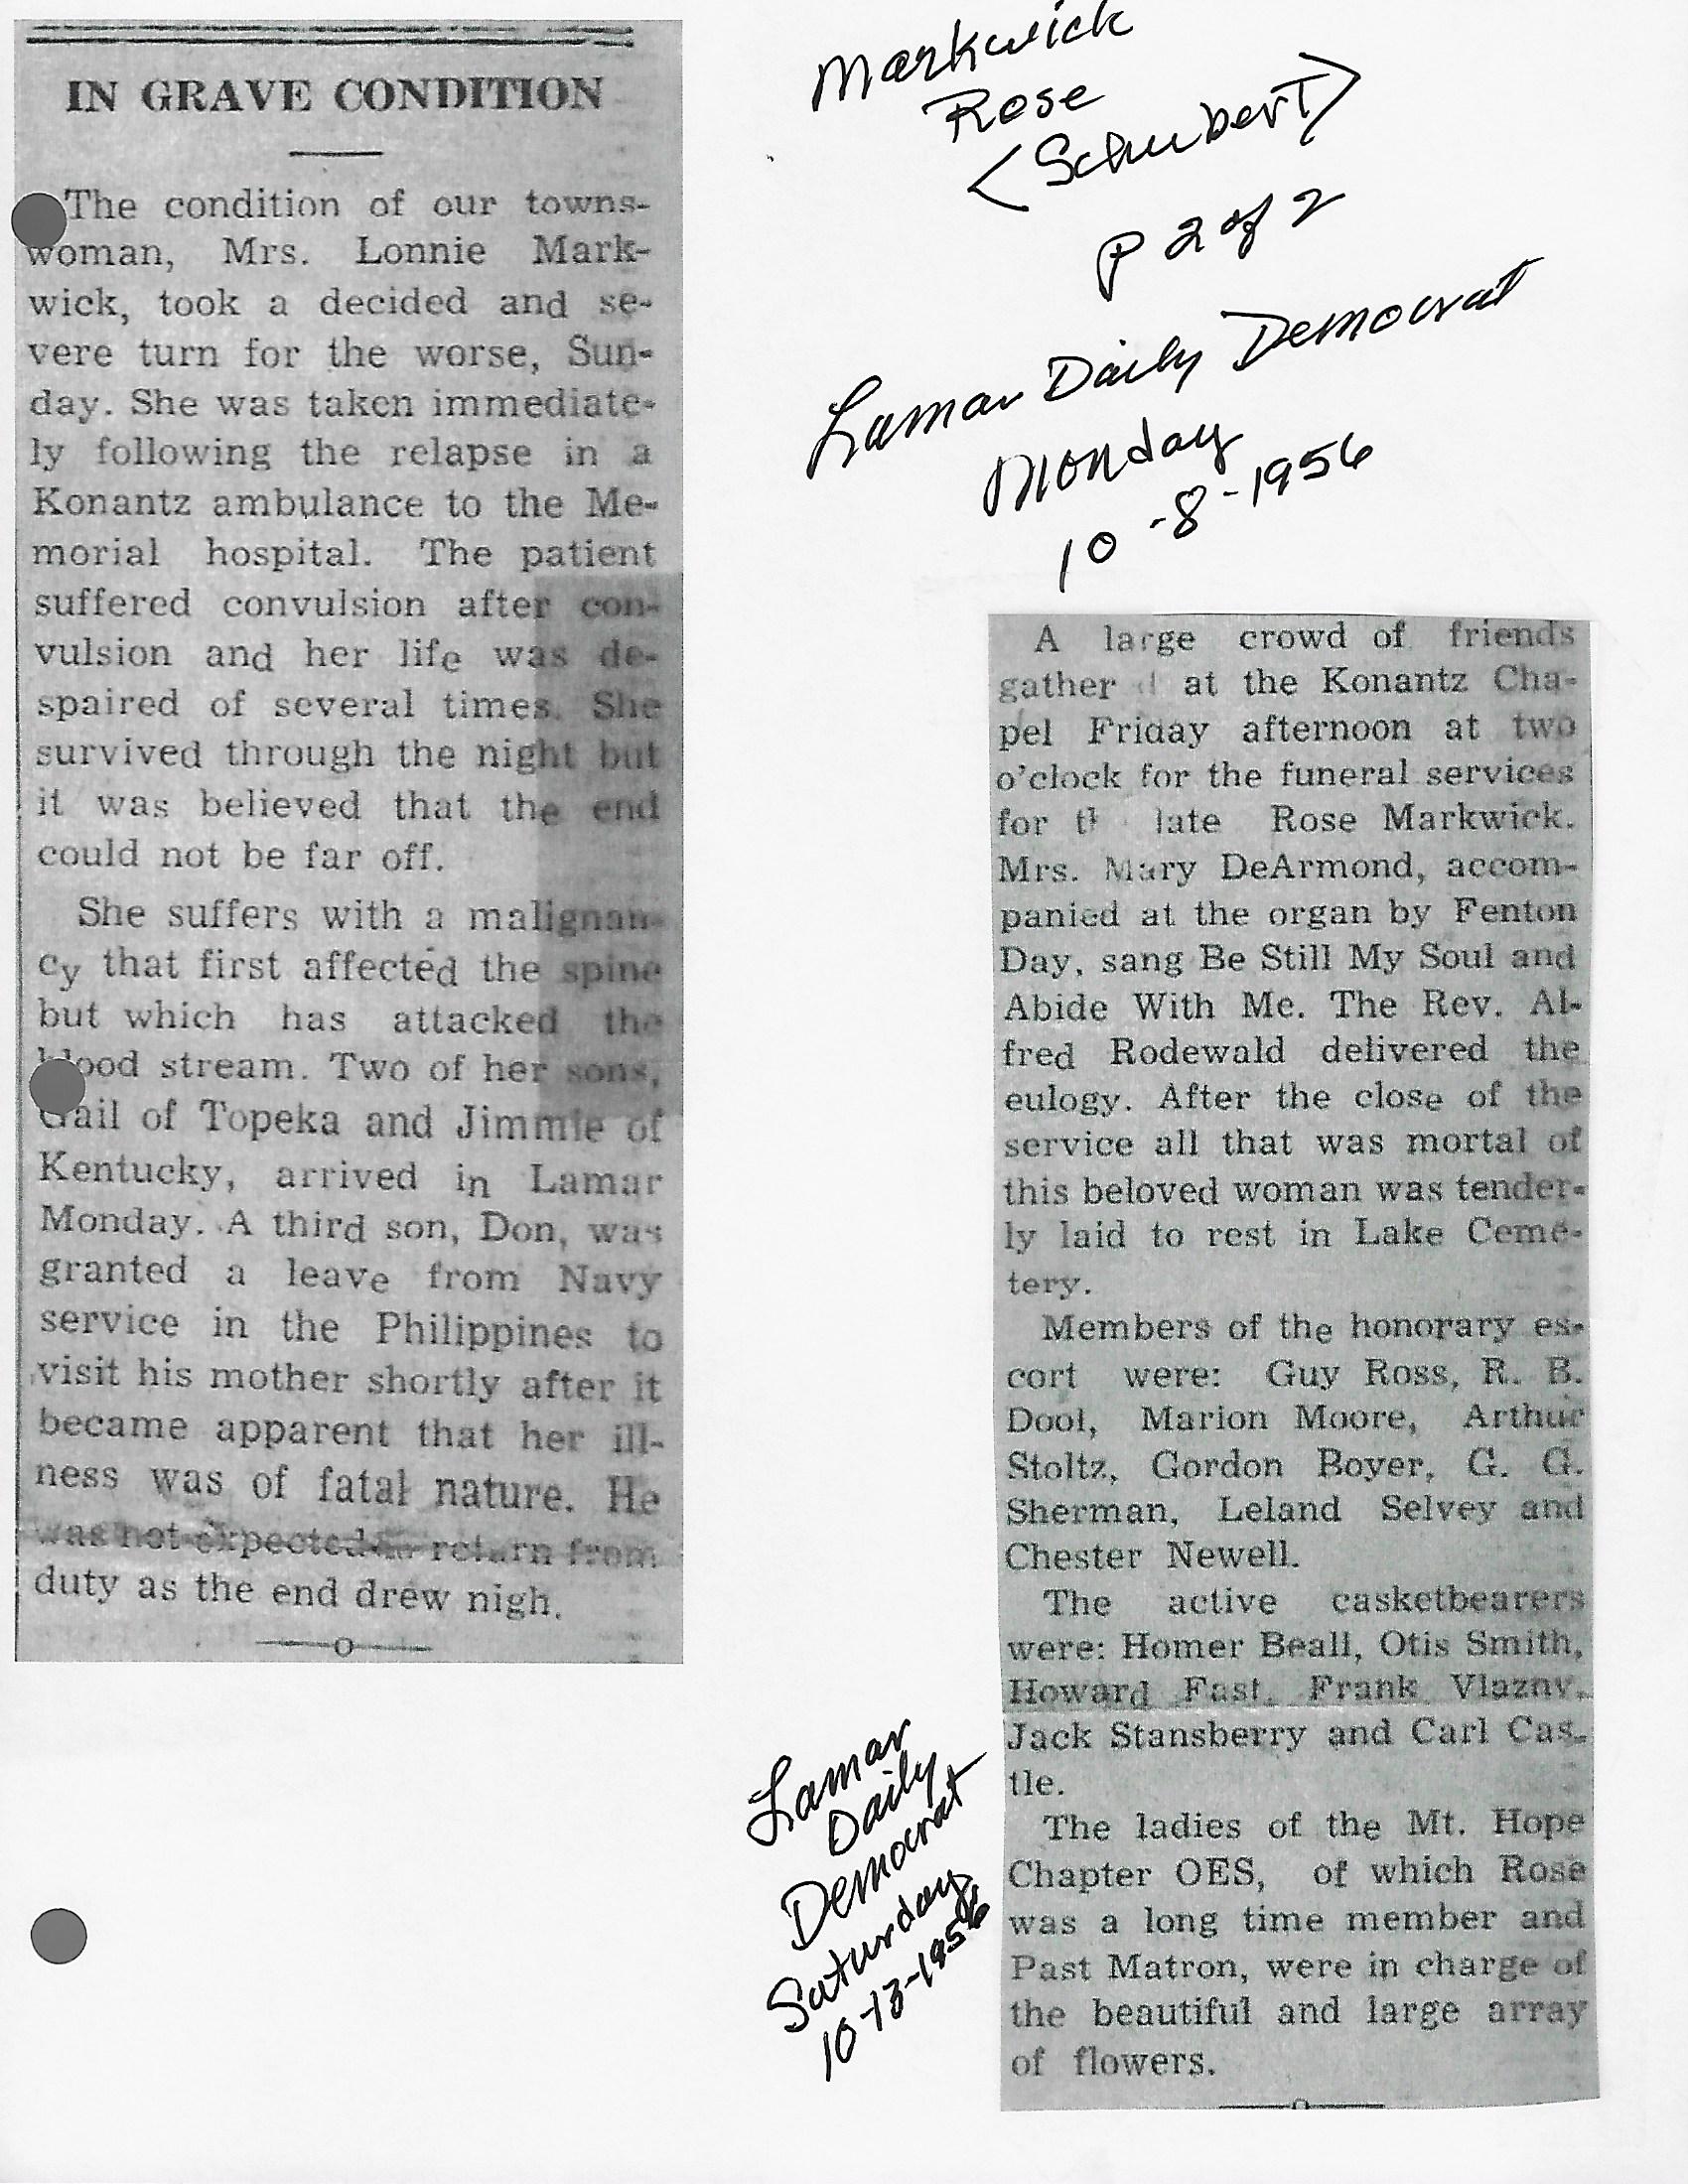 IN GRAVE CONDITION
The condition of our towns-
woman, Mrs. Lonnie Mark-
wick, took a decided and se-
vere turn for the worse, Sun-
day. She was taken immediate-
ly following the relapse in a
Konantz ambulance to the Me-
morial hospital. The patient
suffered convulsion after con-
vulsion and her life was de-
spaired of several times. She
survived through the night but
it was believed that the end
could not be far off.
She suffers with a malignan-
cy that first affected the spine
but which has attacked the
blood stream. Two of her sons,
Gail of Topeka and Jimmie of
Kentucky, arrived in Lamar
Monday. A third son, Don, was
granted a leave from Navy
service in the Philippines to
visit his mother shortly after it
became apparent that her ill-
ness was of fatal nature. He
was not expected to return from
duty as the end drew nigh.
Markwick
Rose
<Schubert>
P 2 of 2
Lamar Daily Democrat
Monday
10-8-1956
A large crowd of friends
gather d at the Konantz Cha-
pel Friday afternoon at two
o'clock for the funeral services
for th late Rose Markwick.
Mrs. Mary DeArmond, accom-
panied at the organ by Fenton
Day, sang Be Still My Soul and
Abide With Me. The Rev. Al-
fred Rodewald delivered the
eulogy. After the close of the
service all that was mortal of
this beloved woman was tender-
ly laid to rest in Lake Ceme-
tery.
Members of the honorary es-
cort were: Guy Ross, R. B.
Dool, Marion Moore, Arthur
Stoltz, Gordon Boyer, G. G.
Sherman, Leland Selvey and
Chester Newell.
The active casketbearers
were: Homer Beall, Otis Smith,
Howard Fast, Frank Vlazny,
Jack Stansberry and Carl Cas-
tle.
The ladies of the Mt. Hope
Chapter OES, of which Rose
was a long time member and
Past Matron, were in charge of
the beautiful and large array
of flowers.
Lamar
Daily
Democrat
Saturday
10-13-1956